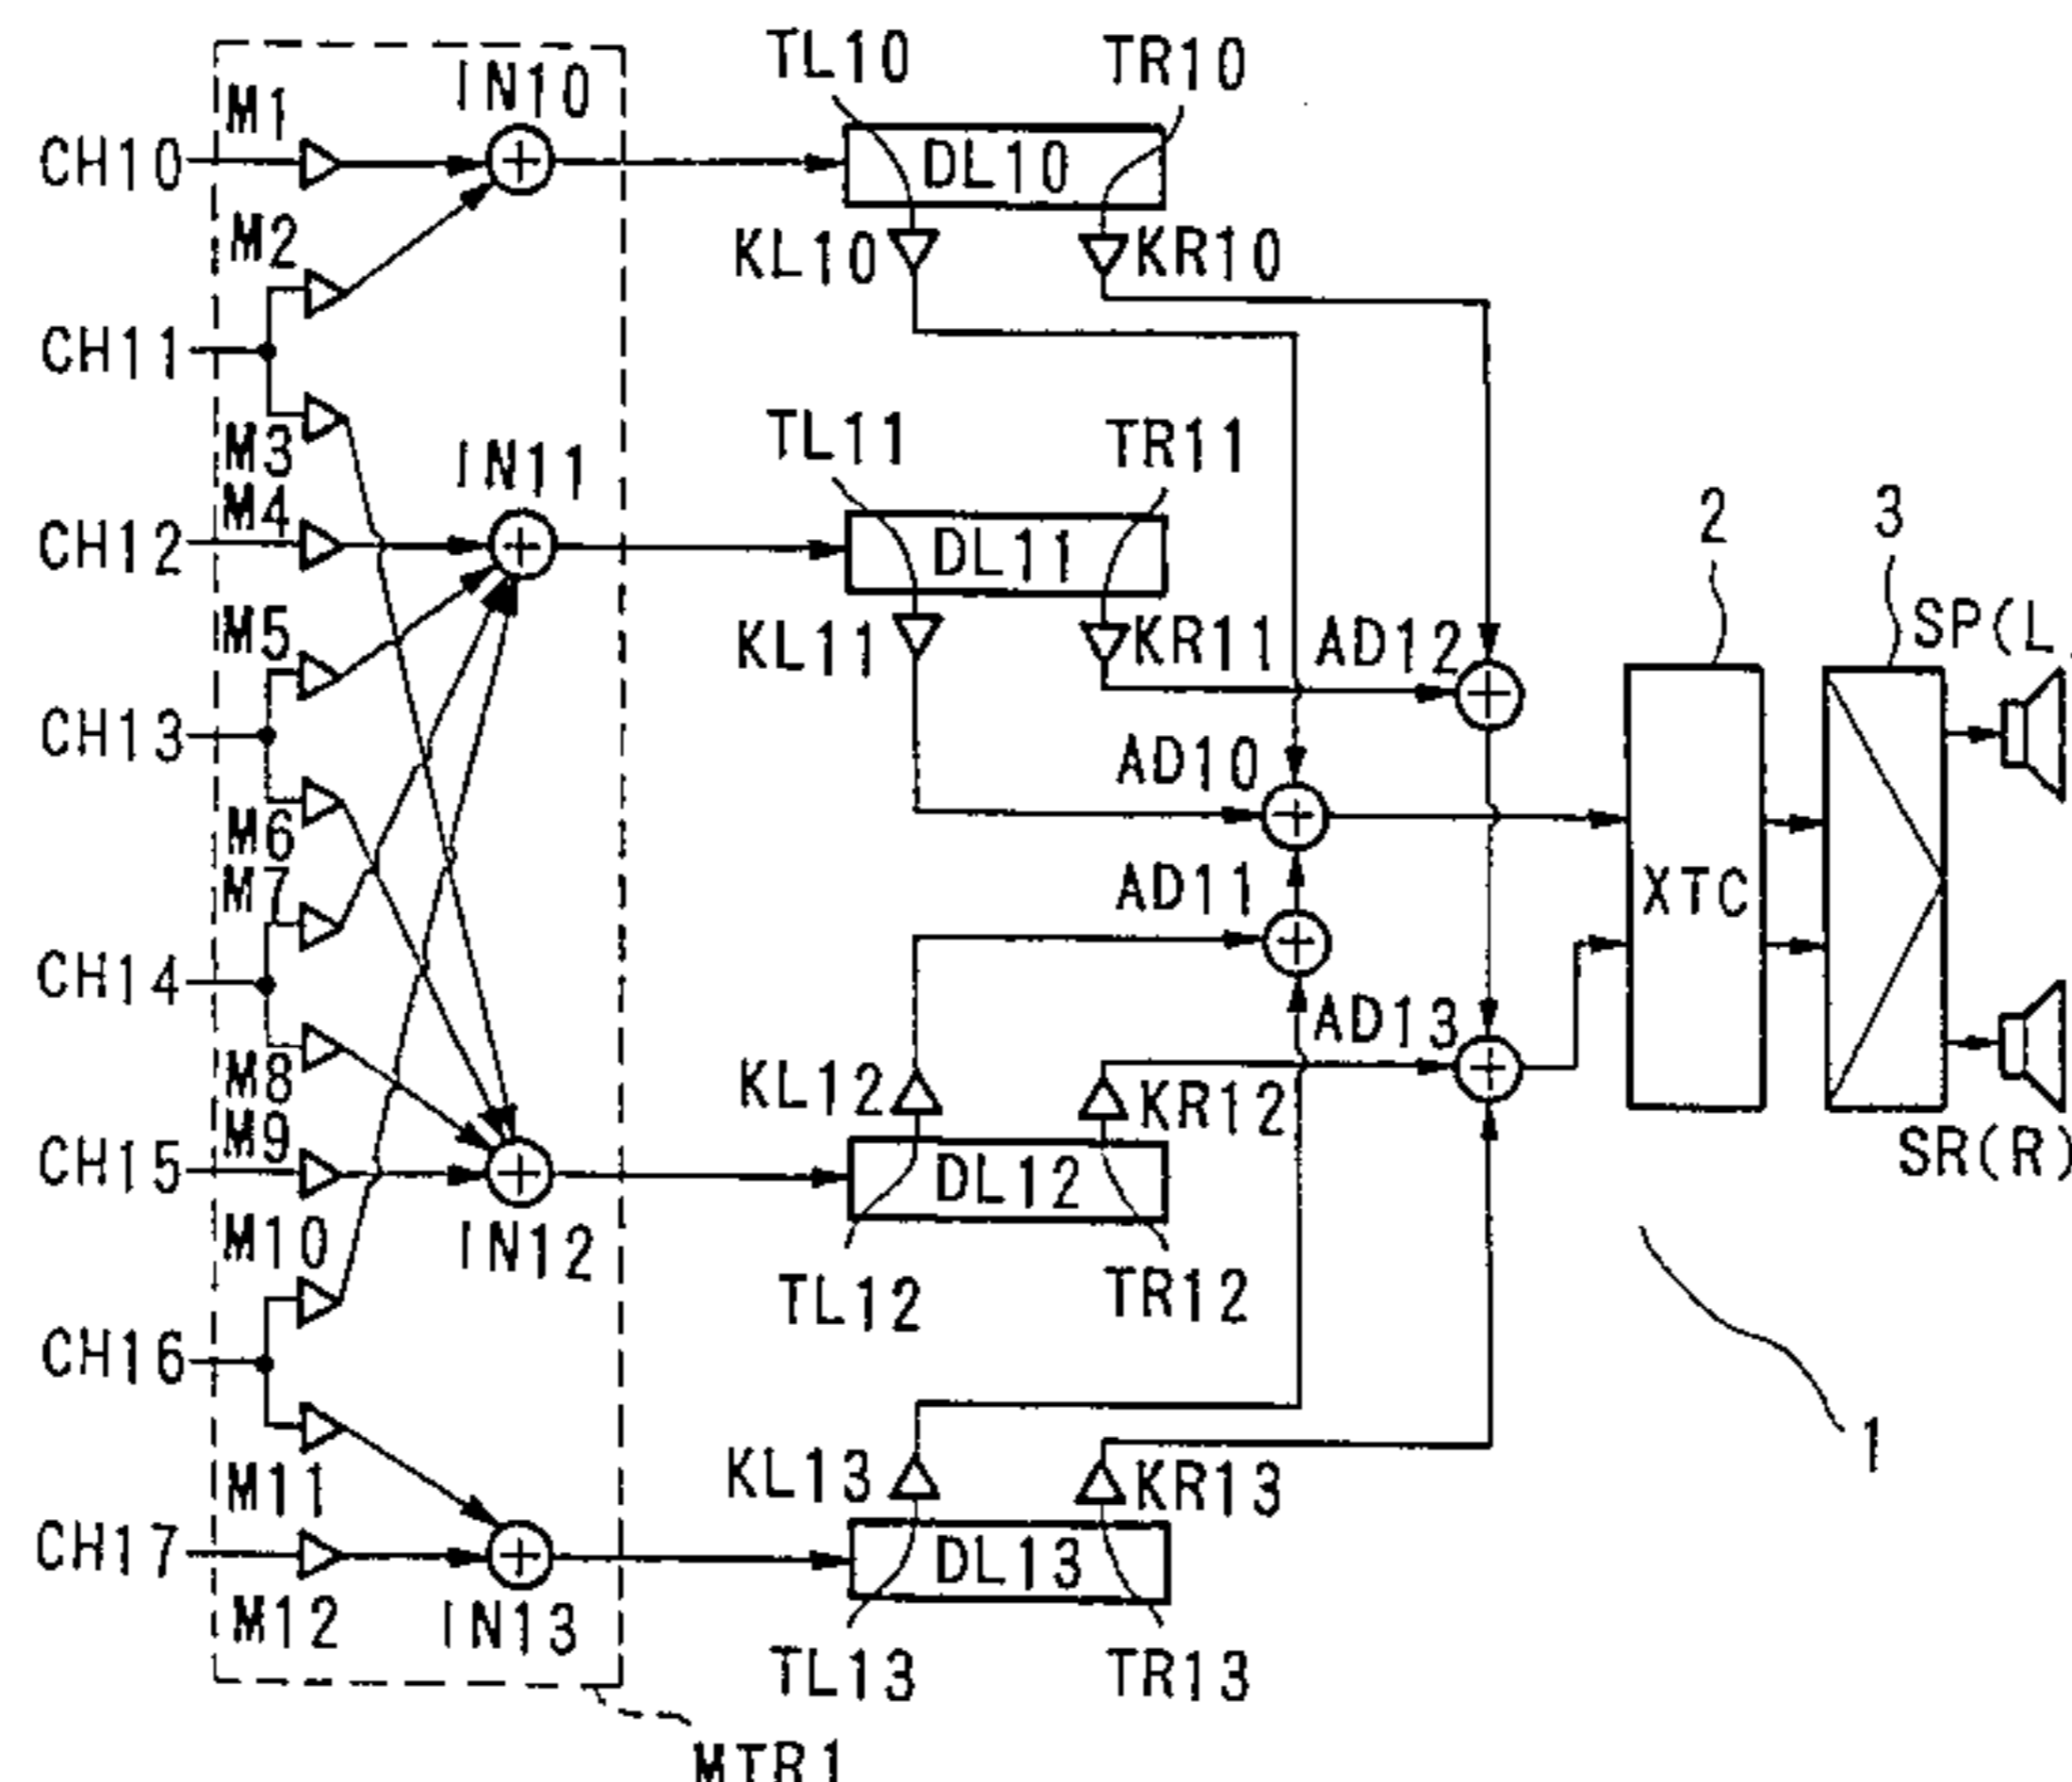 TL10
TR10
IN10
M1
CH10
DL10
M2
KL10
KR10
CH11
TL11
TR11
M3
IN11
M4
CH12
DL11
2
3
M5
KL11
KR11
AD12
SP(L
CH13
AD10
M6
M7
AD11
XTC
CH14
AD13
M8
KL12
KR12
M9
CH15
DL12
SR(R)
M10
IN12
TL12
TR12
CH16
1
M11
KL13
KR13
CH17
DL13
M12
IN13
TL13
TR13
MTR1